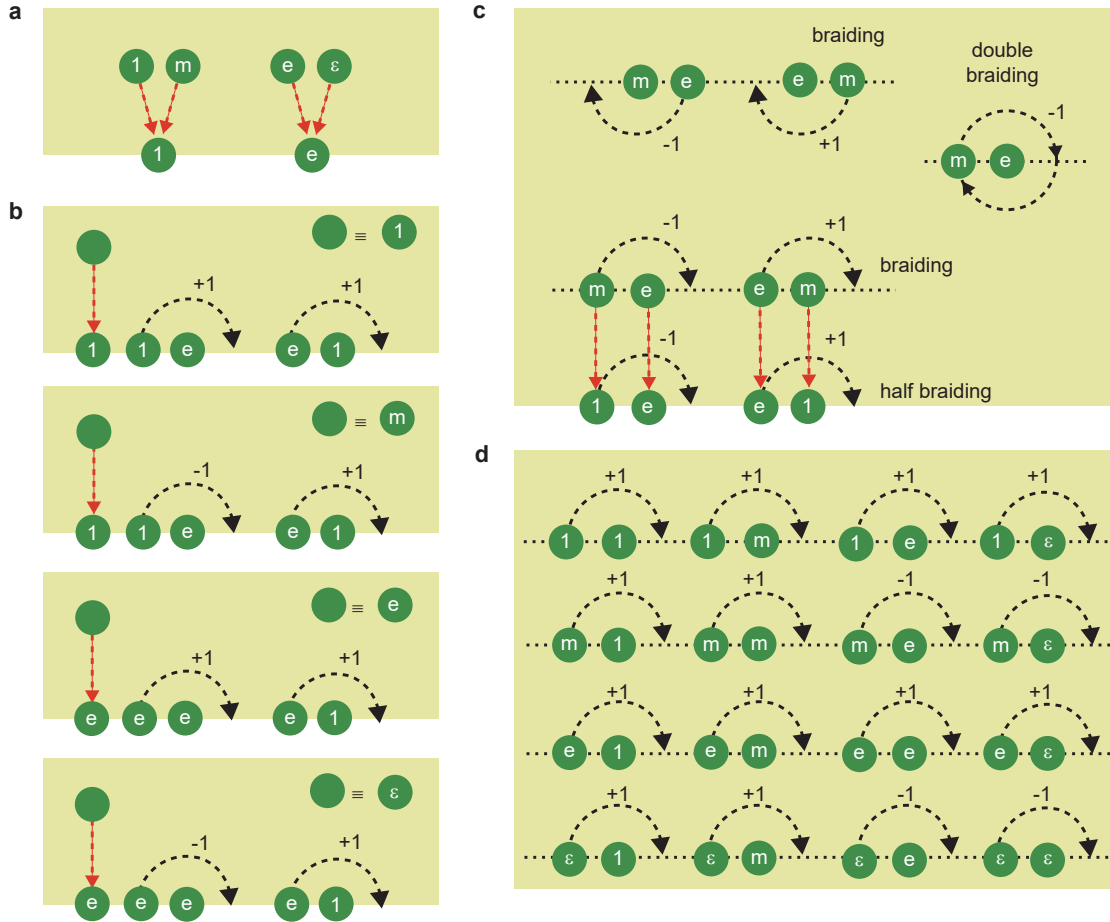 a
1 m e ε
1 e
b
≡ 1
+1 +1
1 1 e e 1
≡ m
-1 +1
1 1 e e 1
≡ e
+1 +1
e e e e 1
≡ ε
-1 +1
e e e e 1
c
braiding
m e e m
-1 +1
double
braiding
-1
m e
-1 +1
braiding
m e e m
-1 +1
half braiding
1 e e 1
d
+1 +1 +1 +1
1 1 1 m 1 e 1 ε
+1 +1 -1 -1
m 1 m m m e m ε
+1 +1 +1 +1
e 1 e m e e e ε
+1 +1 -1 -1
ε 1 ε m ε e ε ε